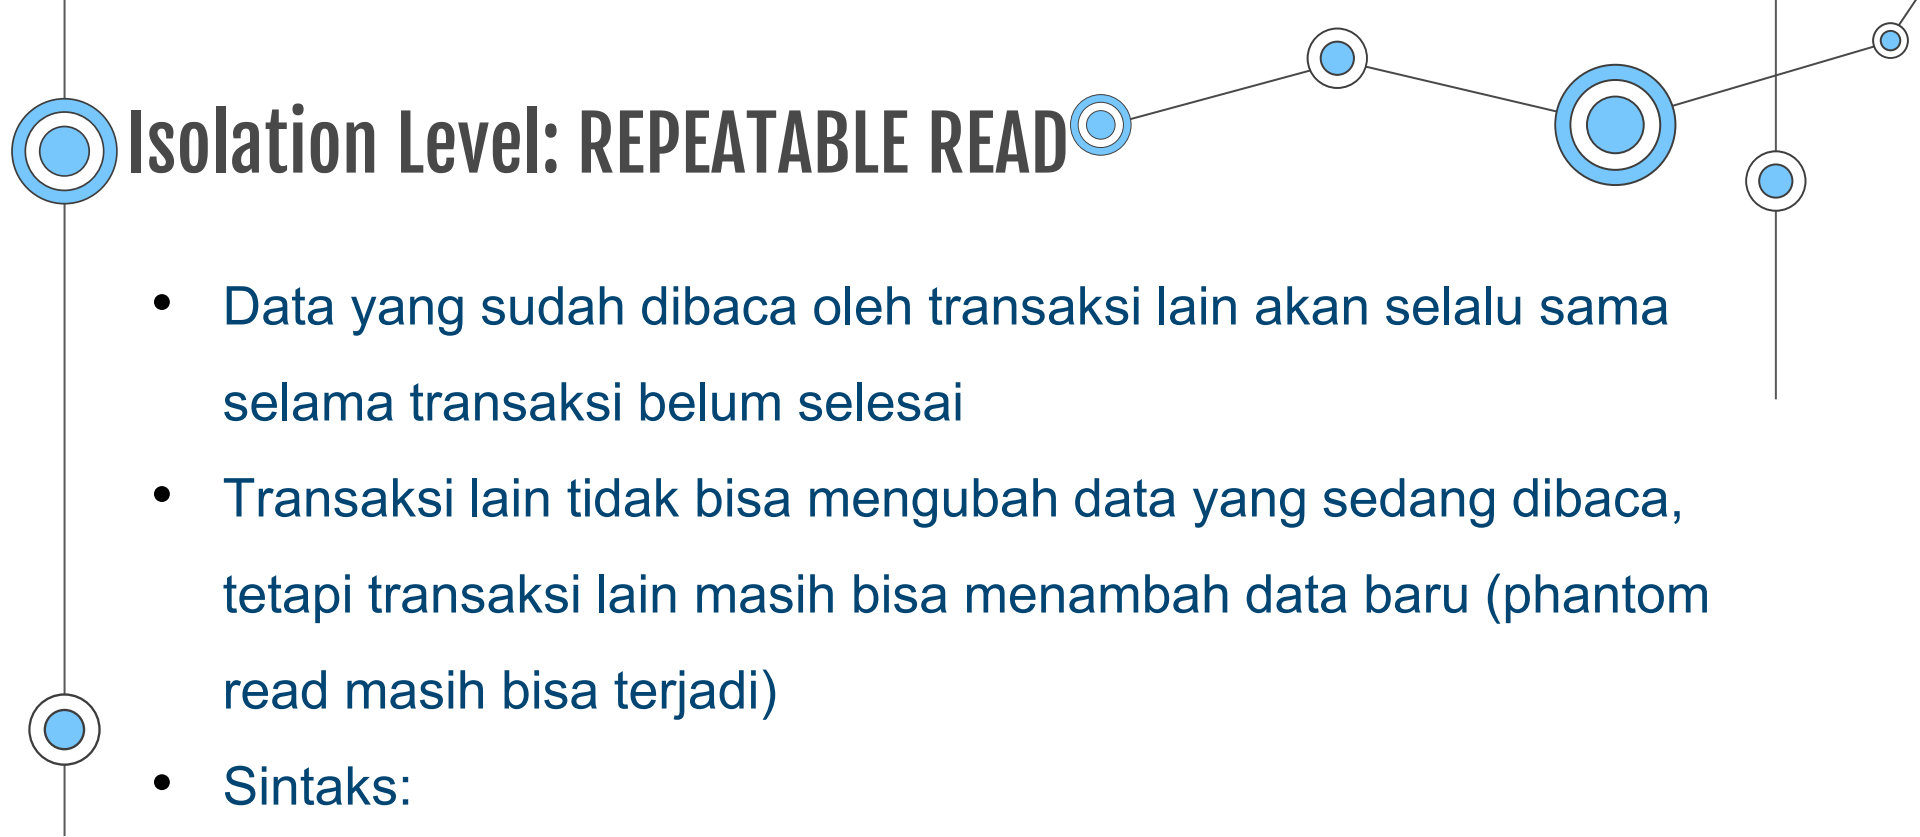 Isolation Level: REPEATABLE READ
• Data yang sudah dibaca oleh transaksi lain akan selalu sama
selama transaksi belum selesai
• Transaksi lain tidak bisa mengubah data yang sedang dibaca,
tetapi transaksi lain masih bisa menambah data baru (phantom
read masih bisa terjadi)
• Sintaks: